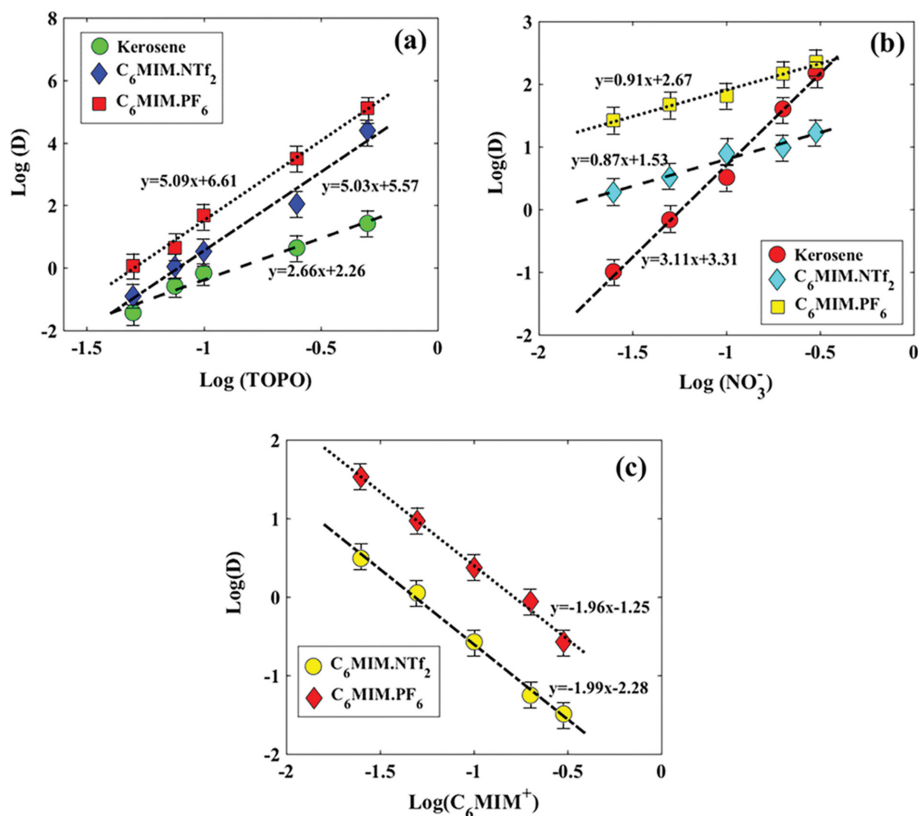 (a)
Kerosene
C₆MIM.NTf₂
C₆MIM.PF₆
y=5.09x+6.61
y=5.03x+5.57
y=2.66x+2.26
Log (D)
8
6
4
2
0
-2
-1.5
-1
-0.5
0
Log (TOPO)
(b)
y=0.91x+2.67
y=0.87x+1.53
y=3.11x+3.31
Kerosene
C₆MIM.NTf₂
C₆MIM.PF₆
Log(D)
3
2
1
0
-1
-2
-2
-1.5
-1
-0.5
0
Log (NO₃⁻)
(c)
y=-1.96x-1.25
y=-1.99x-2.28
C₆MIM.NTf₂
C₆MIM.PF₆
Log(D)
2
1
0
-1
-2
-2
-1.5
-1
-0.5
0
Log(C₆MIM⁺)